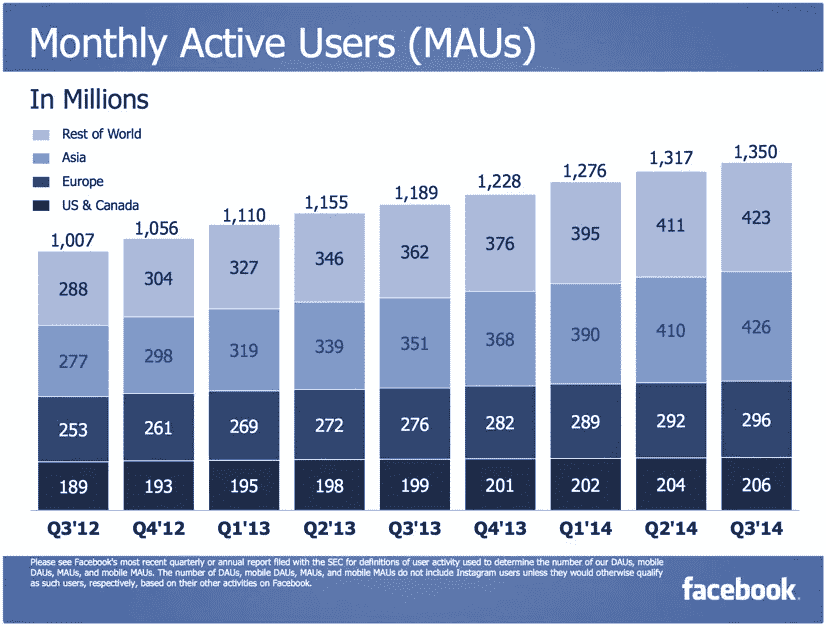 Monthly Active Users (MAUs)
In Millions
Rest of World
Asia
Europe
US & Canada
1,007
1,056
1,110
1,155
1,189
1,228
1,276
1,317
1,350
288
304
327
346
362
376
395
411
423
277
298
319
339
351
368
390
410
426
253
261
269
272
276
282
289
292
296
189
193
195
198
199
201
202
204
206
Q3'12
Q4'12
Q1'13
Q2'13
Q3'13
Q4'13
Q1'14
Q2'14
Q3'14
Please see Facebook's most recent quarterly or annual report filed with the SEC for definitions of user activity used to determine the number of our DAUs, mobile
DAUs, MAUs, and mobile MAUs. The number of DAUs, mobile DAUs, MAUs, and mobile MAUs do not include Instagram users unless they would otherwise qualify
as such users, respectively, based on their other activities on Facebook.
facebook.